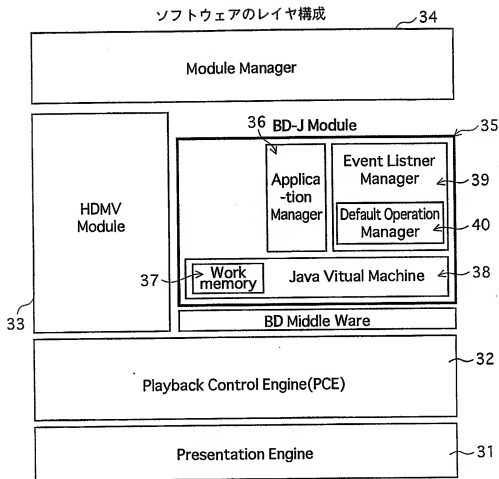 ソフトウェアのレイヤ構成
34
Module Manager
36
BD-J Module
35
HDMV
Module
Applica
-tion
Manager
Event Listner
Manager
39
Default Operation
Manager
40
37
Work
memory
Java Vitual Machine
38
33
BD Middle Ware
32
Playback Control Engine(PCE)
Presentation Engine
31